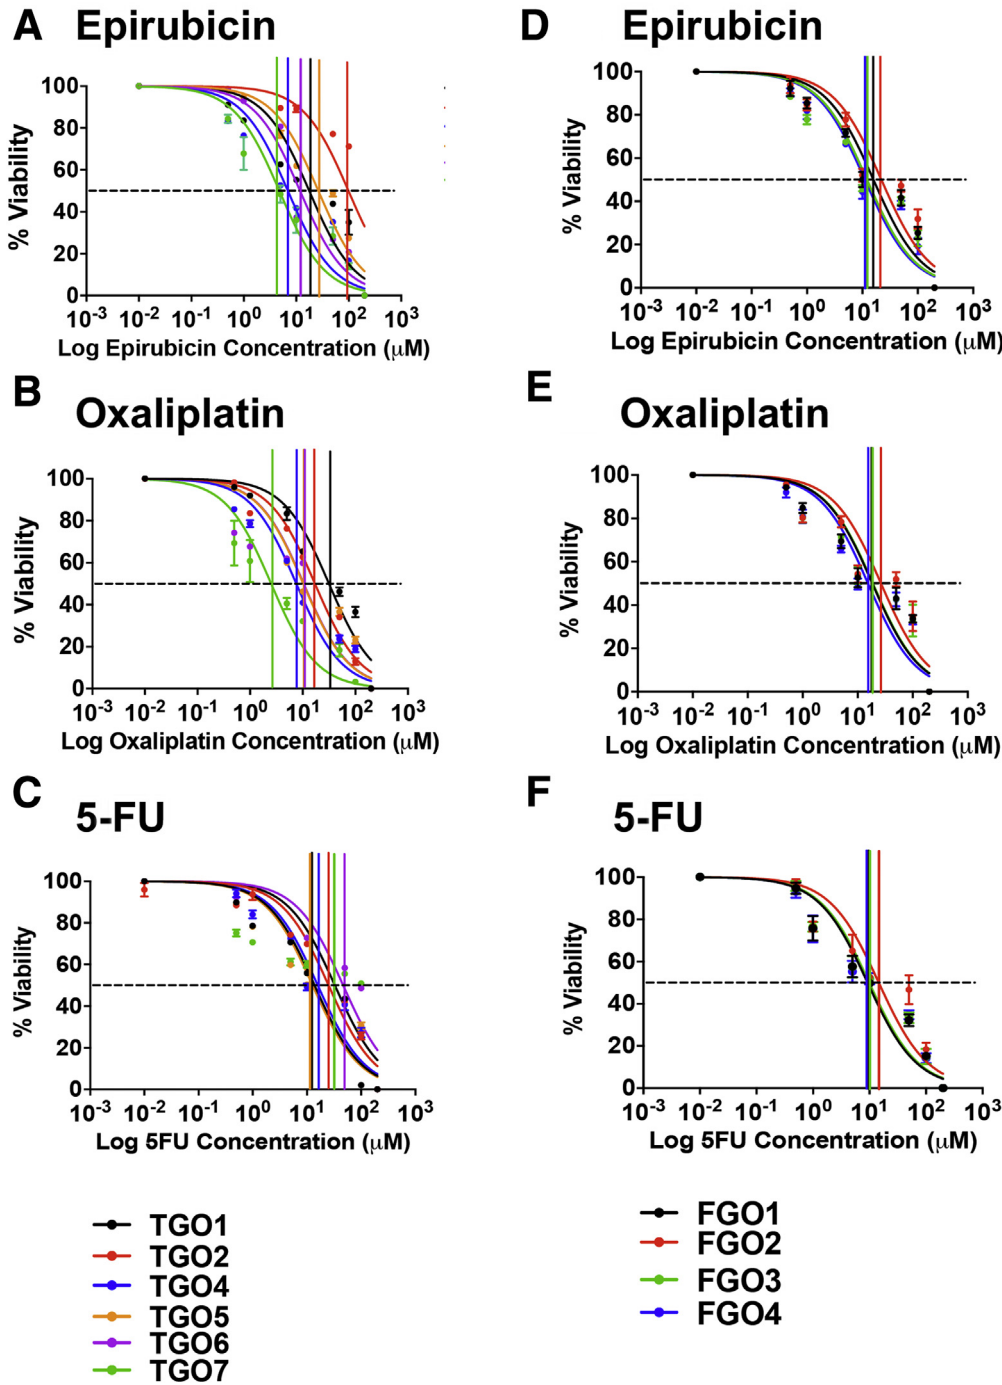 A Epirubicin
% Viability
100
80
60
40
20
0
10-3 10-2 10-1 100 101 102 103
Log Epirubicin Concentration (μM)
D Epirubicin
% Viability
100
80
60
40
20
0
10-3 10-2 10-1 100 101 102 103
Log Epirubicin Concentration (μM)
B Oxaliplatin
% Viability
100
80
60
40
20
0
10-3 10-2 10-1 100 101 102 103
Log Oxaliplatin Concentration (μM)
E Oxaliplatin
% Viability
100
80
60
40
20
0
10-3 10-2 10-1 100 101 102 103
Log Oxaliplatin Concentration (μM)
C 5-FU
% Viability
100
80
60
40
20
0
10-3 10-2 10-1 100 101 102 103
Log 5FU Concentration (μM)
F 5-FU
% Viability
100
80
60
40
20
0
10-3 10-2 10-1 100 101 102 103
Log 5FU Concentration (μM)
TGO1
TGO2
TGO4
TGO5
TGO6
TGO7
FGO1
FGO2
FGO3
FGO4